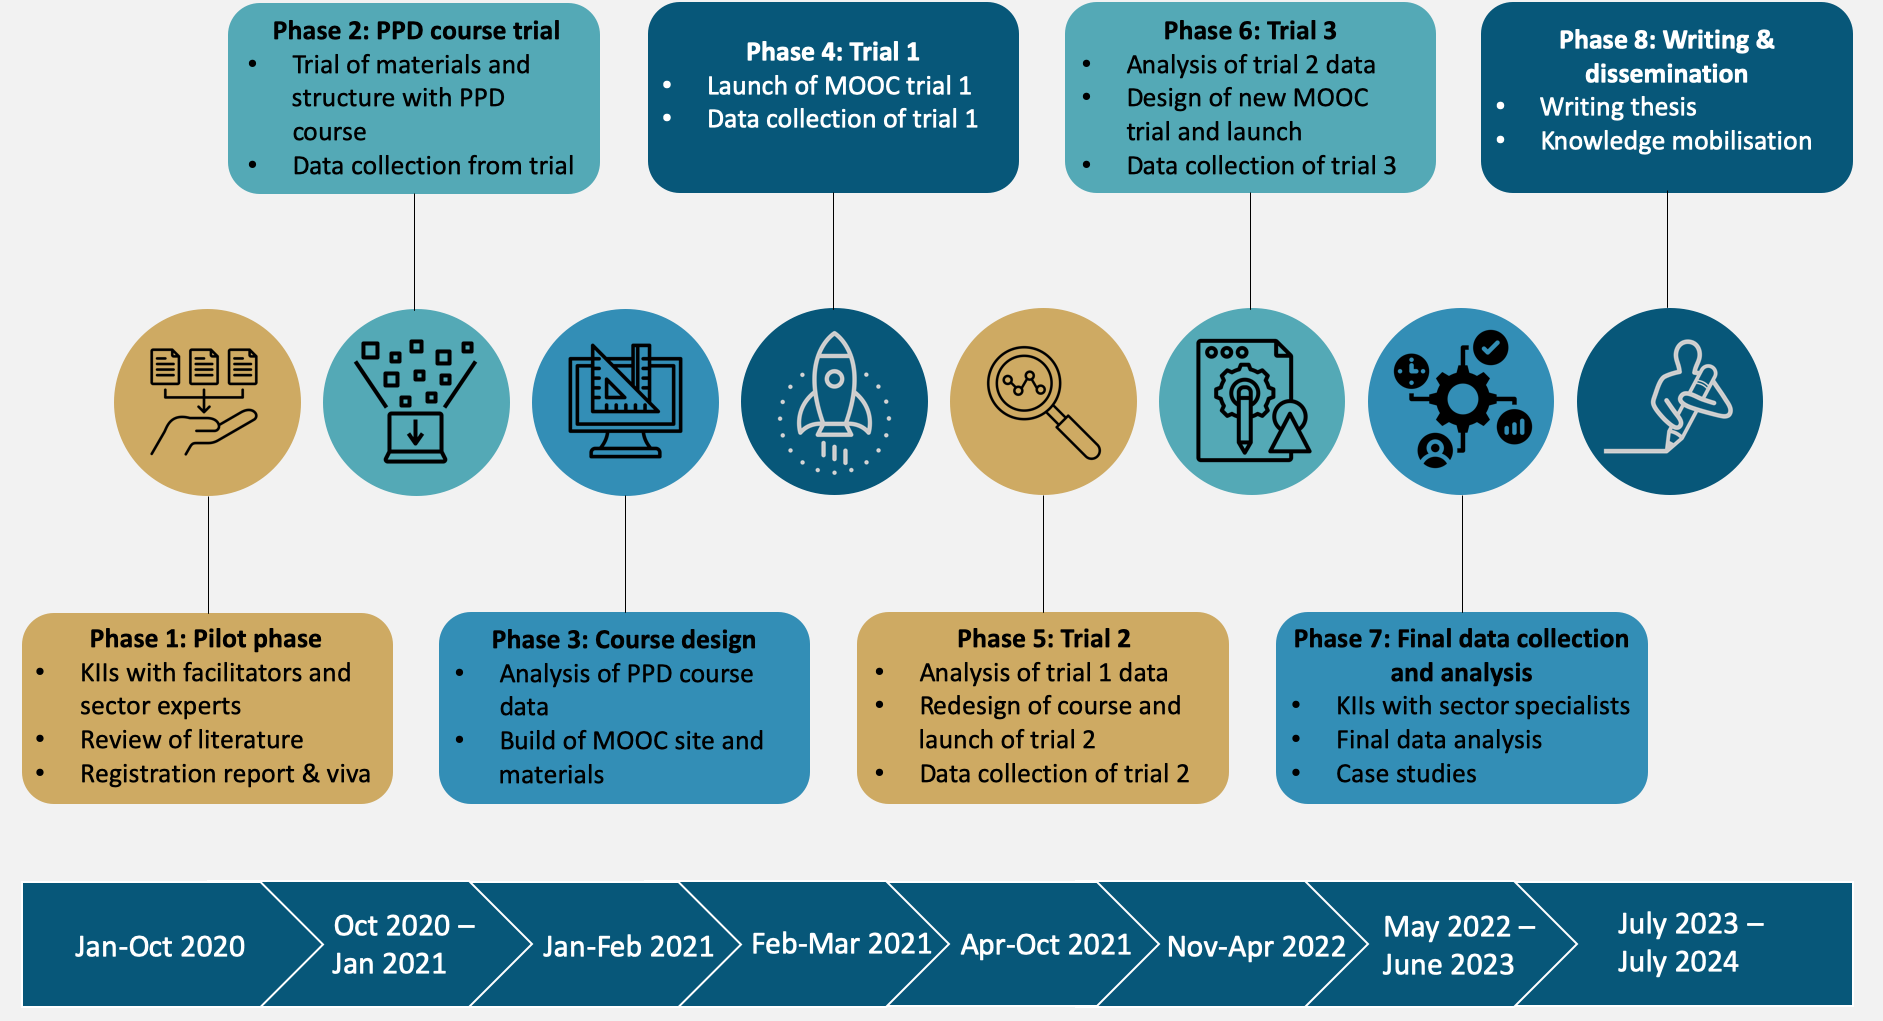 Phase 2: PPD course trial
• Trial of materials and
structure with PPD
course
• Data collection from trial
Phase 4: Trial 1
• Launch of MOOC trial 1
• Data collection of trial 1
Phase 6: Trial 3
• Analysis of trial 2 data
• Design of new MOOC
trial and launch
• Data collection of trial 3
Phase 8: Writing &
dissemination
• Writing thesis
• Knowledge mobilisation
Phase 1: Pilot phase
• KIIs with facilitators and
sector experts
• Review of literature
• Registration report & viva
Phase 3: Course design
• Analysis of PPD course
data
• Build of MOOC site and
materials
Phase 5: Trial 2
• Analysis of trial 1 data
• Redesign of course and
launch of trial 2
• Data collection of trial 2
Phase 7: Final data collection
and analysis
• KIIs with sector specialists
• Final data analysis
• Case studies
Jan-Oct 2020
Oct 2020 –
Jan 2021
Jan-Feb 2021
Feb-Mar 2021
Apr-Oct 2021
Nov-Apr 2022
May 2022 –
June 2023
July 2023 –
July 2024